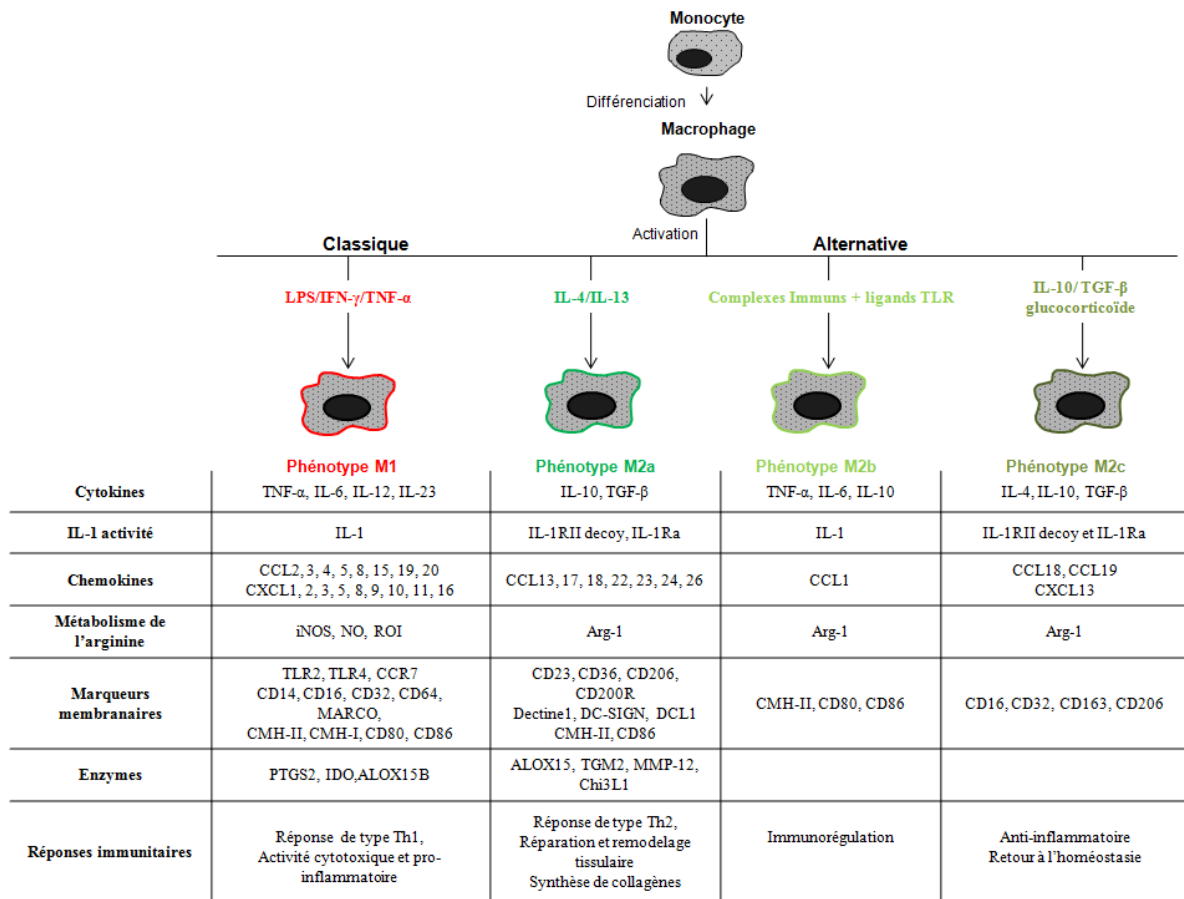 Monocyte
Différenciation
Macrophage
Activation
Classique
Alternative
LPS/IFN-γ/TNF-α
IL-4/IL-13
Complexes Immuns + ligands TLR
IL-10/ TGF-β
glucocorticoïde
Phénotype M1
Phénotype M2a
Phénotype M2b
Phénotype M2c
Cytokines
TNF-α, IL-6, IL-12, IL-23
IL-10, TGF-β
TNF-α, IL-6, IL-10
IL-4, IL-10, TGF-β
IL-1 activité
IL-1
IL-1RII decoy, IL-1Ra
IL-1
IL-1RII decoy et IL-1Ra
Chemokines
CCL2, 3, 4, 5, 8, 15, 19, 20
CXCL1, 2, 3, 5, 8, 9, 10, 11, 16
CCL13, 17, 18, 22, 23, 24, 26
CCL1
CCL18, CCL19
CXCL13
Métabolisme de
l’arginine
iNOS, NO, ROI
Arg-1
Arg-1
Arg-1
Marqueurs
membranaires
TLR2, TLR4, CCR7
CD14, CD16, CD32, CD64,
MARCO,
CMH-II, CMH-I, CD80, CD86
CD23, CD36, CD206,
CD200R
Dectine1, DC-SIGN, DCL1
CMH-II, CD86
CMH-II, CD80, CD86
CD16, CD32, CD163, CD206
Enzymes
PTGS2, IDO,ALOX15B
ALOX15, TGM2, MMP-12,
Chi3L1
Réponses immunitaires
Réponse de type Th1,
Activité cytotoxique et pro-
inflammatoire
Réponse de type Th2,
Réparation et remodelage
tissulaire
Synthèse de collagènes
Immunorégulation
Anti-inflammatoire
Retour à l’homéostasie